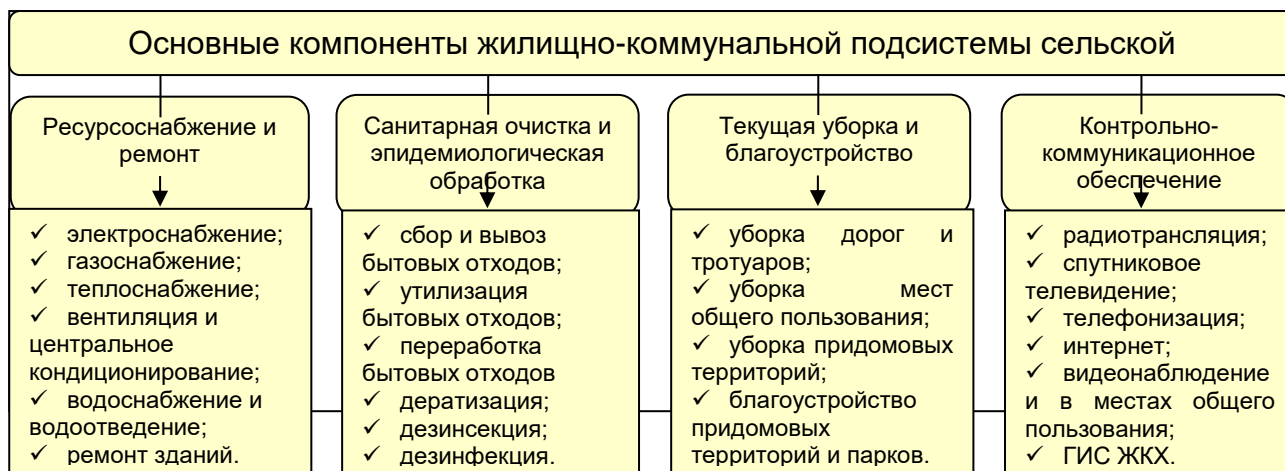 Основные компоненты жилищно-коммунальной подсистемы сельской
Ресурсоснабжение и
ремонт
✓ электроснабжение;
✓ газоснабжение;
✓ теплоснабжение;
✓ вентиляция и
центральное
кондиционирование;
✓ водоснабжение и
водоотведение;
✓ ремонт зданий.
Санитарная очистка и
эпидемиологическая
обработка
✓ сбор и вывоз
бытовых отходов;
✓ утилизация
бытовых отходов;
✓ переработка
бытовых отходов
✓ дератизация;
✓ дезинсекция;
✓ дезинфекция.
Текущая уборка и
благоустройство
✓ уборка дорог и
тротуаров;
✓ уборка мест
общего пользования;
✓ уборка придомовых
территорий;
✓ благоустройство
придомовых
территорий и парков.
Контрольно-
коммуникационное
обеспечение
✓ радиотрансляция;
✓ спутниковое
телевидение;
✓ телефонизация;
✓ интернет;
✓ видеонаблюдение
и в местах общего
пользования;
✓ ГИС ЖКХ.